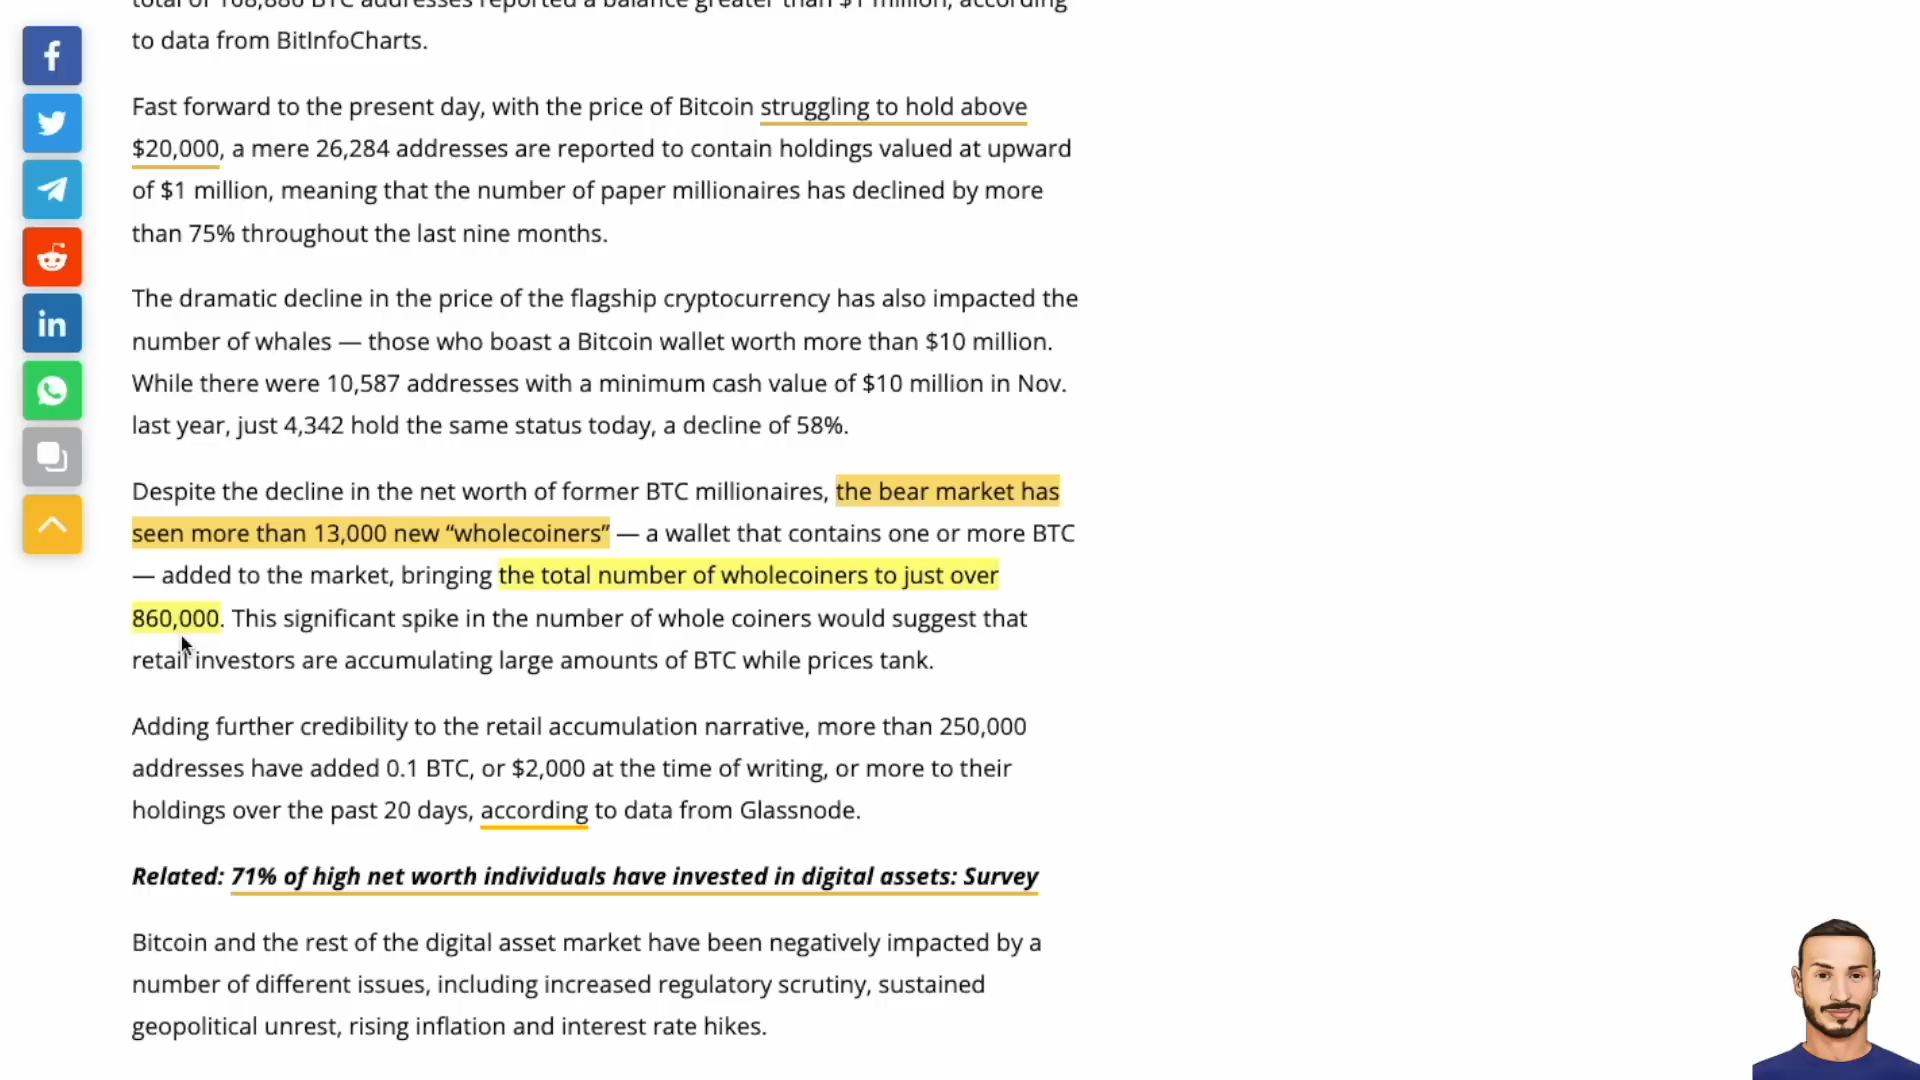 total of 108,886 BTC addresses reported a balance greater than $1 million, according
to data from BitInfoCharts.
Fast forward to the present day, with the price of Bitcoin struggling to hold above
$20,000, a mere 26,284 addresses are reported to contain holdings valued at upward
of $1 million, meaning that the number of paper millionaires has declined by more
than 75% throughout the last nine months.
The dramatic decline in the price of the flagship cryptocurrency has also impacted the
number of whales — those who boast a Bitcoin wallet worth more than $10 million.
While there were 10,587 addresses with a minimum cash value of $10 million in Nov.
last year, just 4,342 hold the same status today, a decline of 58%.
Despite the decline in the net worth of former BTC millionaires, the bear market has
seen more than 13,000 new “wholecoiners” — a wallet that contains one or more BTC
— added to the market, bringing the total number of wholecoiners to just over
860,000. This significant spike in the number of whole coiners would suggest that
retail investors are accumulating large amounts of BTC while prices tank.
Adding further credibility to the retail accumulation narrative, more than 250,000
addresses have added 0.1 BTC, or $2,000 at the time of writing, or more to their
holdings over the past 20 days, according to data from Glassnode.
Related: 71% of high net worth individuals have invested in digital assets: Survey
Bitcoin and the rest of the digital asset market have been negatively impacted by a
number of different issues, including increased regulatory scrutiny, sustained
geopolitical unrest, rising inflation and interest rate hikes.